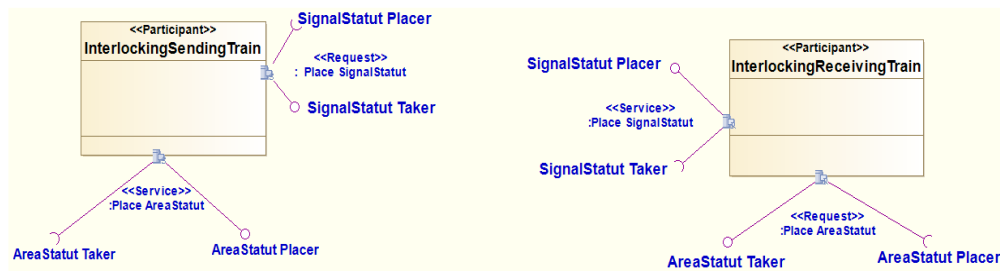 SignalStatut Placer
<<Participant>>
InterlockingSendingTrain
<<Request>>
: Place SignalStatut
SignalStatut Taker
<<Service>>
:Place AreaStatut
AreaStatut Taker
AreaStatut Placer
<<Participant>>
InterlockingReceivingTrain
SignalStatut Placer
<<Service>>
:Place SignalStatut
SignalStatut Taker
<<Request>>
:Place AreaStatut
AreaStatut Taker
AreaStatut Placer